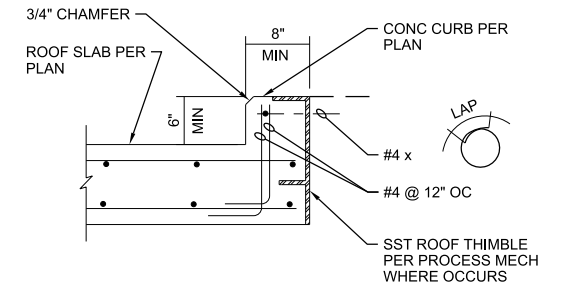 3/4" CHAMFER
ROOF SLAB PER
PLAN
8"
MIN
CONC CURB PER
PLAN
6"
MIN
LAP
#4 x
#4 @ 12" OC
SST ROOF THIMBLE
PER PROCESS MECH
WHERE OCCURS